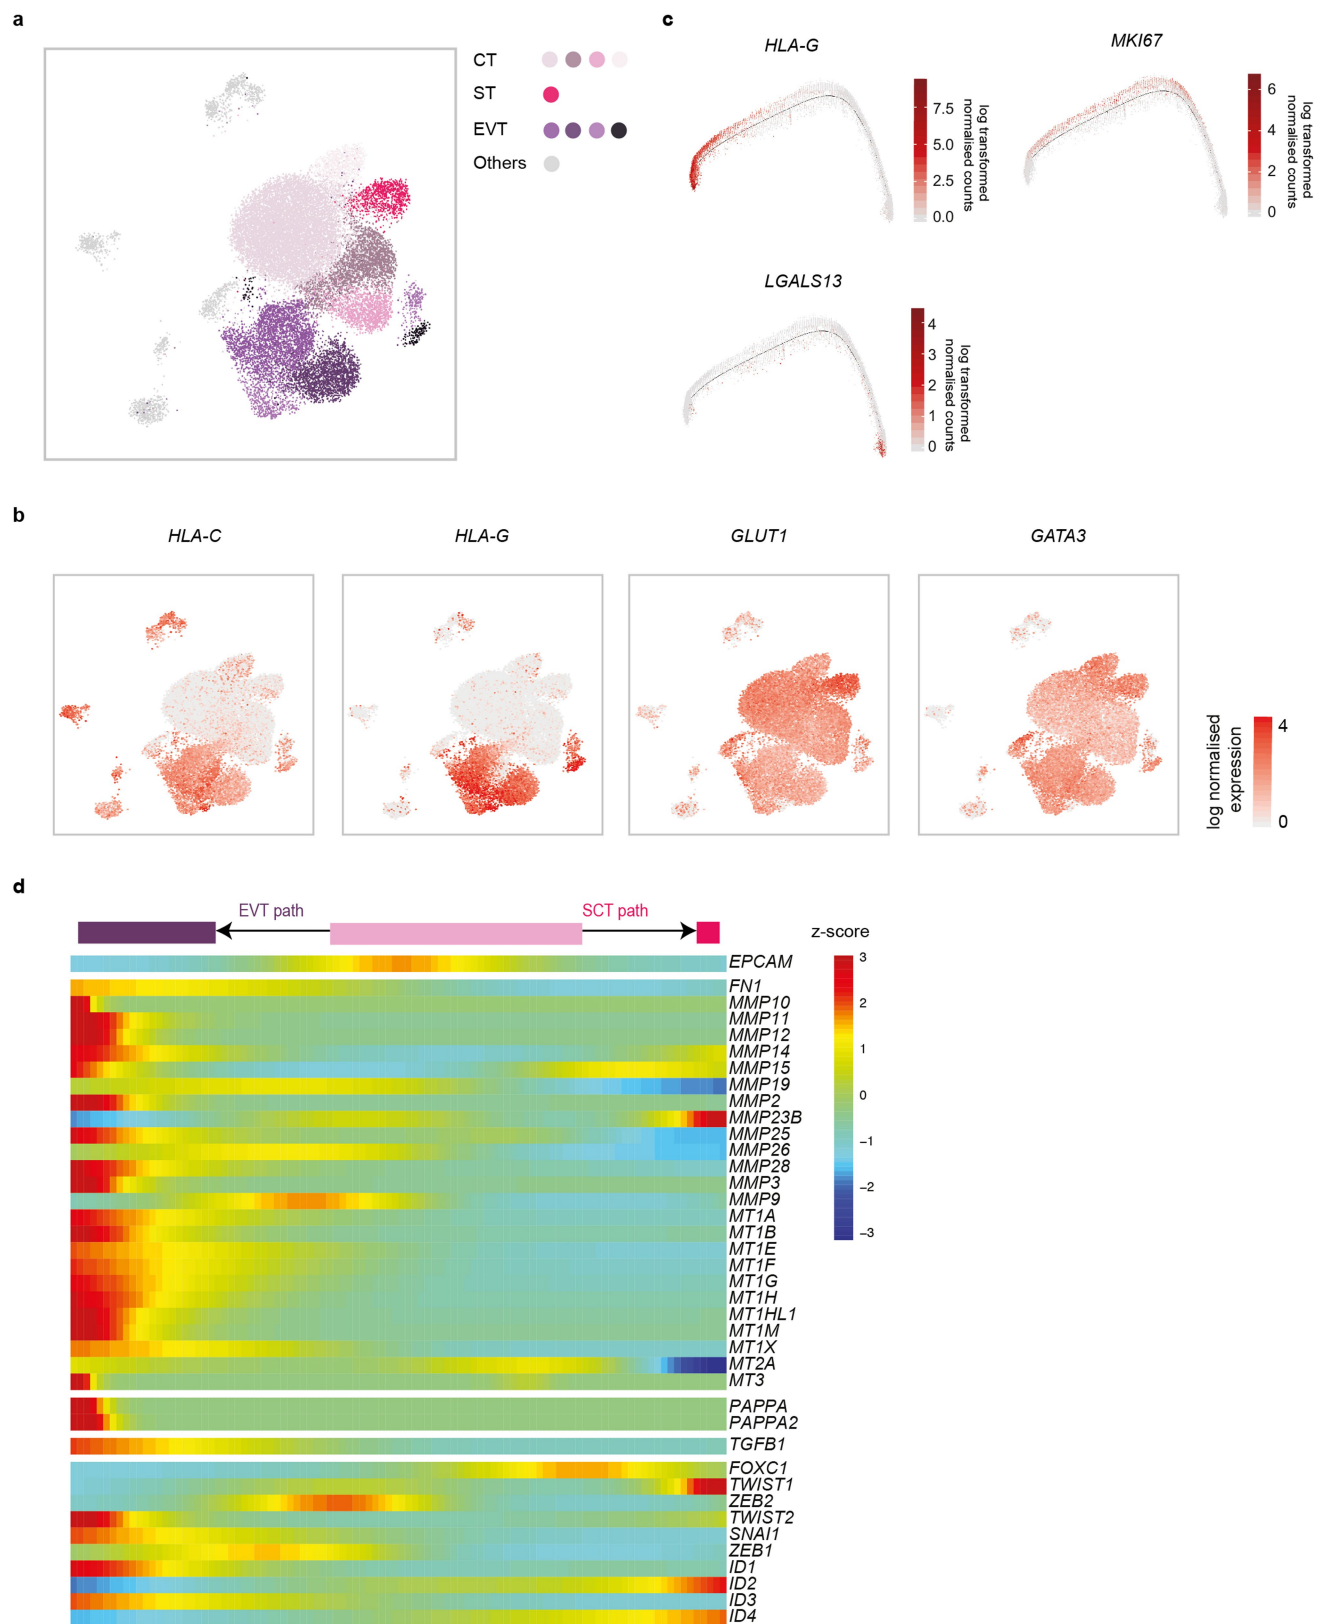 a
CT
ST
EVT
Others
c
HLA-G
7.5
5.0
2.5
0.0
log transformed
normalised counts
MKI67
6
4
2
0
log transformed
normalised counts
LGALS13
4
3
2
1
0
log transformed
normalised counts
b
HLA-C
HLA-G
GLUT1
GATA3
log normalised
expression
4
0
d
EVT path
SCT path
z-score
3
2
1
0
−1
−2
−3
EPCAM
FN1
MMP10
MMP11
MMP12
MMP14
MMP15
MMP19
MMP2
MMP23B
MMP25
MMP26
MMP28
MMP3
MMP9
MT1A
MT1B
MT1E
MT1F
MT1G
MT1H
MT1HL1
MT1M
MT1X
MT2A
MT3
PAPPA
PAPPA2
TGFB1
FOXC1
TWIST1
ZEB2
TWIST2
SNAI1
ZEB1
ID1
ID2
ID3
ID4